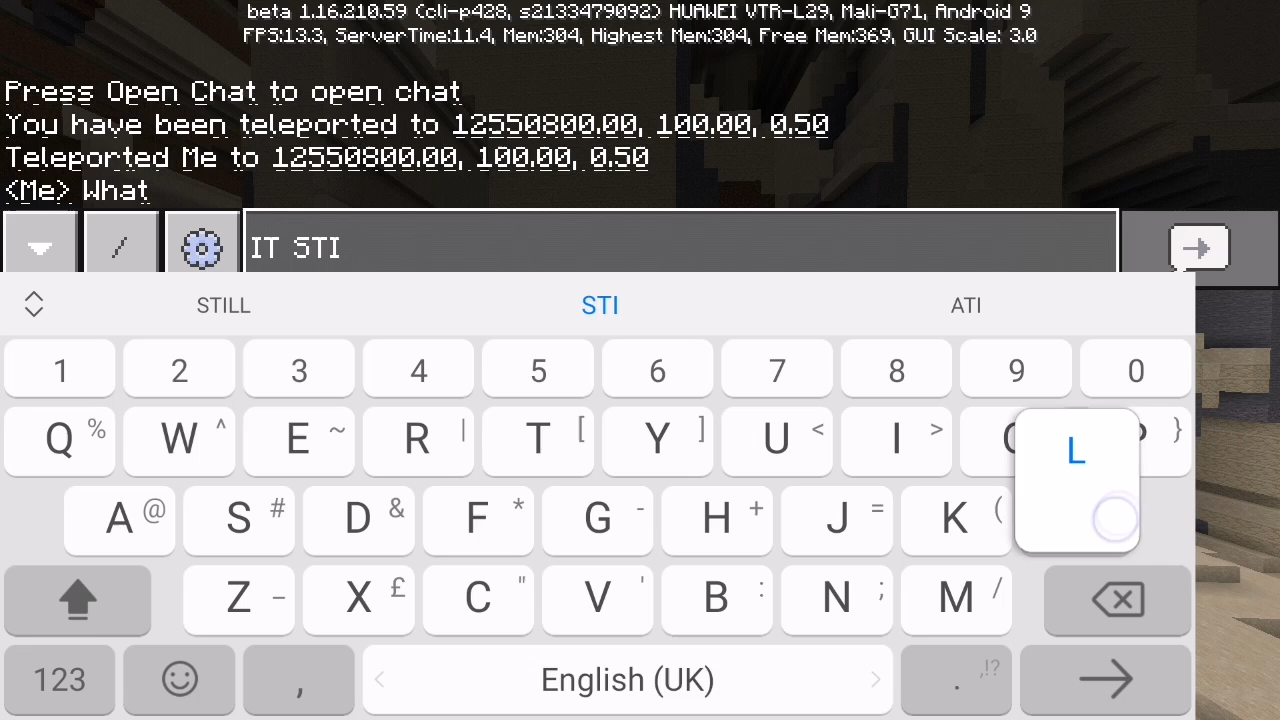 beta 1.16.210.59 (cli-p428, s2133479092) HUAWEI VTR-L29, Mali-G71, Android 9
FPS:13.3, ServerTime:11.4, Mem:304, Highest Mem:304, Free Mem:369, GUI Scale: 3.0
Press Open Chat to open chat
You have been teleported to 12550800.00, 100.00, 0.50
Teleported Me to 12550800.00, 100.00, 0.50
<Me> What
/ IT STI
STILL STI ATI
1 2 3 4 5 6 7 8 9 0
Q % W ^ E ~ R | T [ Y ] U < I > O P }
A @ S # D & F * G - H + J = K ( L
Z – X £ C " V ' B : N ; M /
123 , < English (UK) > . ,!?